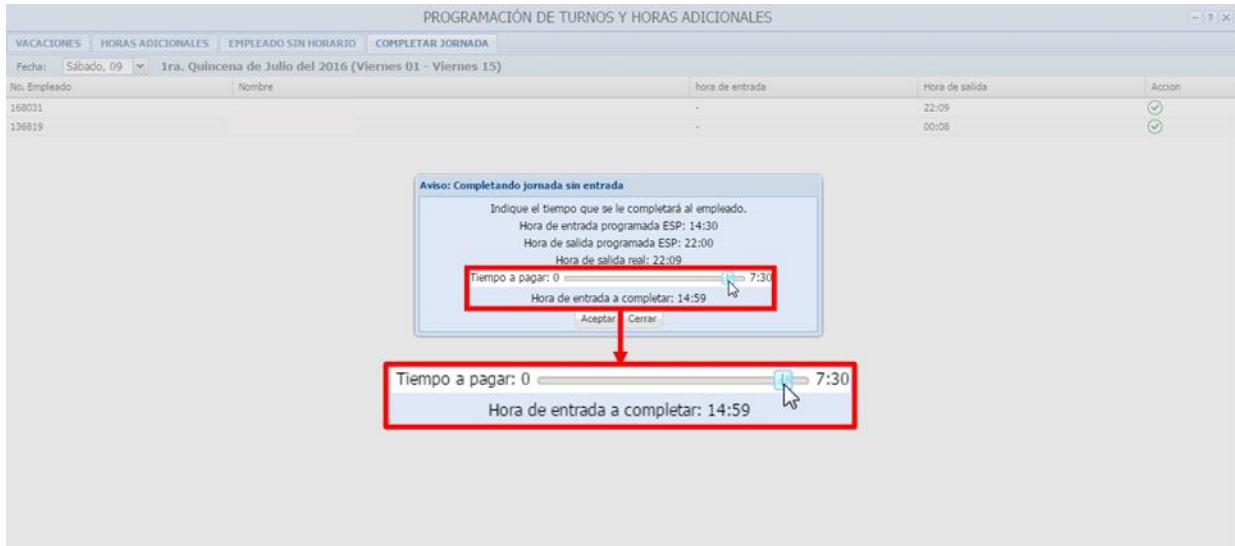 PROGRAMACIÓN DE TURNOS Y HORAS ADICIONALES
VACACIONES HORAS ADICIONALES EMPLEADO SIN HORARIO COMPLETAR JORNADA
Fecha: Sábado, 09 1ra. Quincena de Julio del 2016 (Viernes 01 - Viernes 15)
No. Empleado Nombre hora de entrada Hora de salida Accion
168031 - 22:09
136819 - 00:08
Aviso: Completando jornada sin entrada
Indique el tiempo que se le completará al empleado.
Hora de entrada programada ESP: 14:30
Hora de salida programada ESP: 22:00
Hora de salida real: 22:09
Tiempo a pagar: 0 7:30
Hora de entrada a completar: 14:59
Aceptar Cerrar
Tiempo a pagar: 0 7:30
Hora de entrada a completar: 14:59